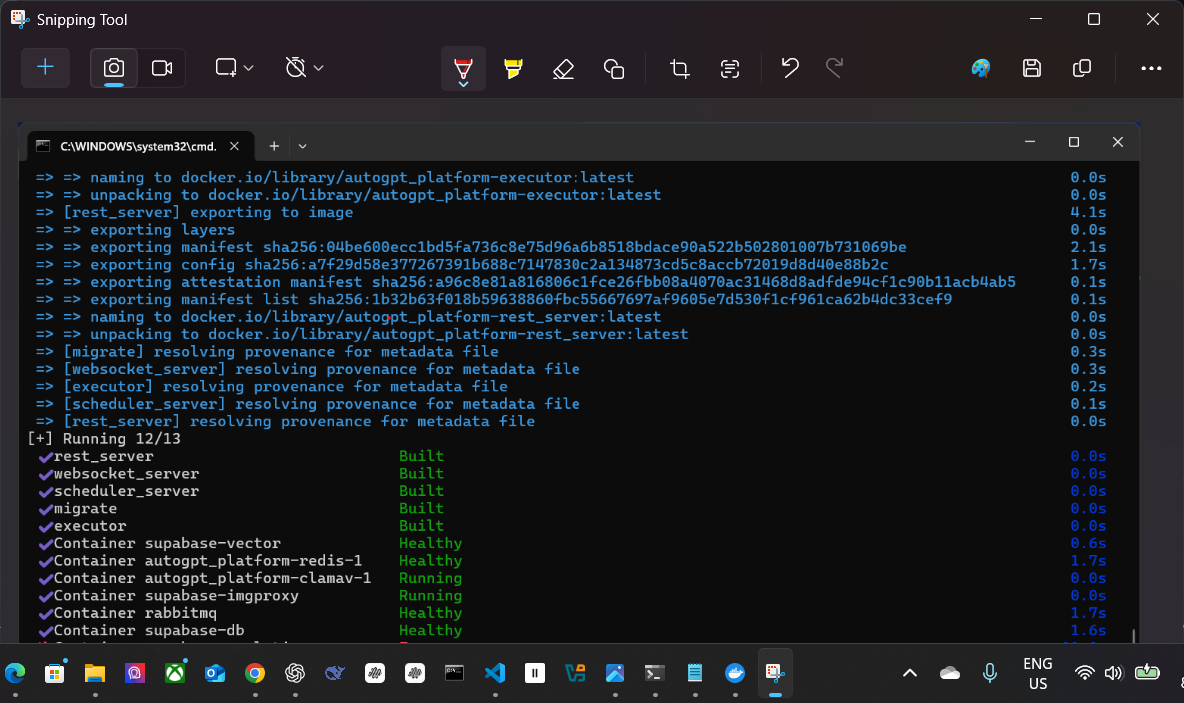 Snipping Tool
C:\WINDOWS\system32\cmd.
=> => naming to docker.io/library/autogpt_platform-executor:latest 0.0s
=> => unpacking to docker.io/library/autogpt_platform-executor:latest 0.0s
=> [rest_server] exporting to image 4.1s
=> => exporting layers 0.0s
=> => exporting manifest sha256:04be600ecc1bd5fa736c8e75d96a6b8518bdace90a522b502801007b731069be 2.1s
=> => exporting config sha256:a7f29d58e377267391b688c7147830c2a134873cd5c8accb72019d8d40e88b2c 1.7s
=> => exporting attestation manifest sha256:a96c8e81a816806c1fce26fbb08a4070ac31468d8adfde94cf1c90b11acb4ab5 0.1s
=> => exporting manifest list sha256:1b32b63f018b59638860fbc55667697af9605e7d530f1cf961ca62b4dc33cef9 0.1s
=> => naming to docker.io/library/autogpt_platform-rest_server:latest 0.0s
=> => unpacking to docker.io/library/autogpt_platform-rest_server:latest 0.0s
=> [migrate] resolving provenance for metadata file 0.3s
=> [websocket_server] resolving provenance for metadata file 0.3s
=> [executor] resolving provenance for metadata file 0.2s
=> [scheduler_server] resolving provenance for metadata file 0.1s
=> [rest_server] resolving provenance for metadata file 0.0s
[+] Running 12/13
✔rest_server Built 0.0s
✔websocket_server Built 0.0s
✔scheduler_server Built 0.0s
✔migrate Built 0.0s
✔executor Built 0.0s
✔Container supabase-vector Healthy 0.6s
✔Container autogpt_platform-redis-1 Healthy 1.7s
✔Container autogpt_platform-clamav-1 Running 0.0s
✔Container supabase-imgproxy Running 0.0s
✔Container rabbitmq Healthy 1.7s
✔Container supabase-db Healthy 1.6s
ENG
US